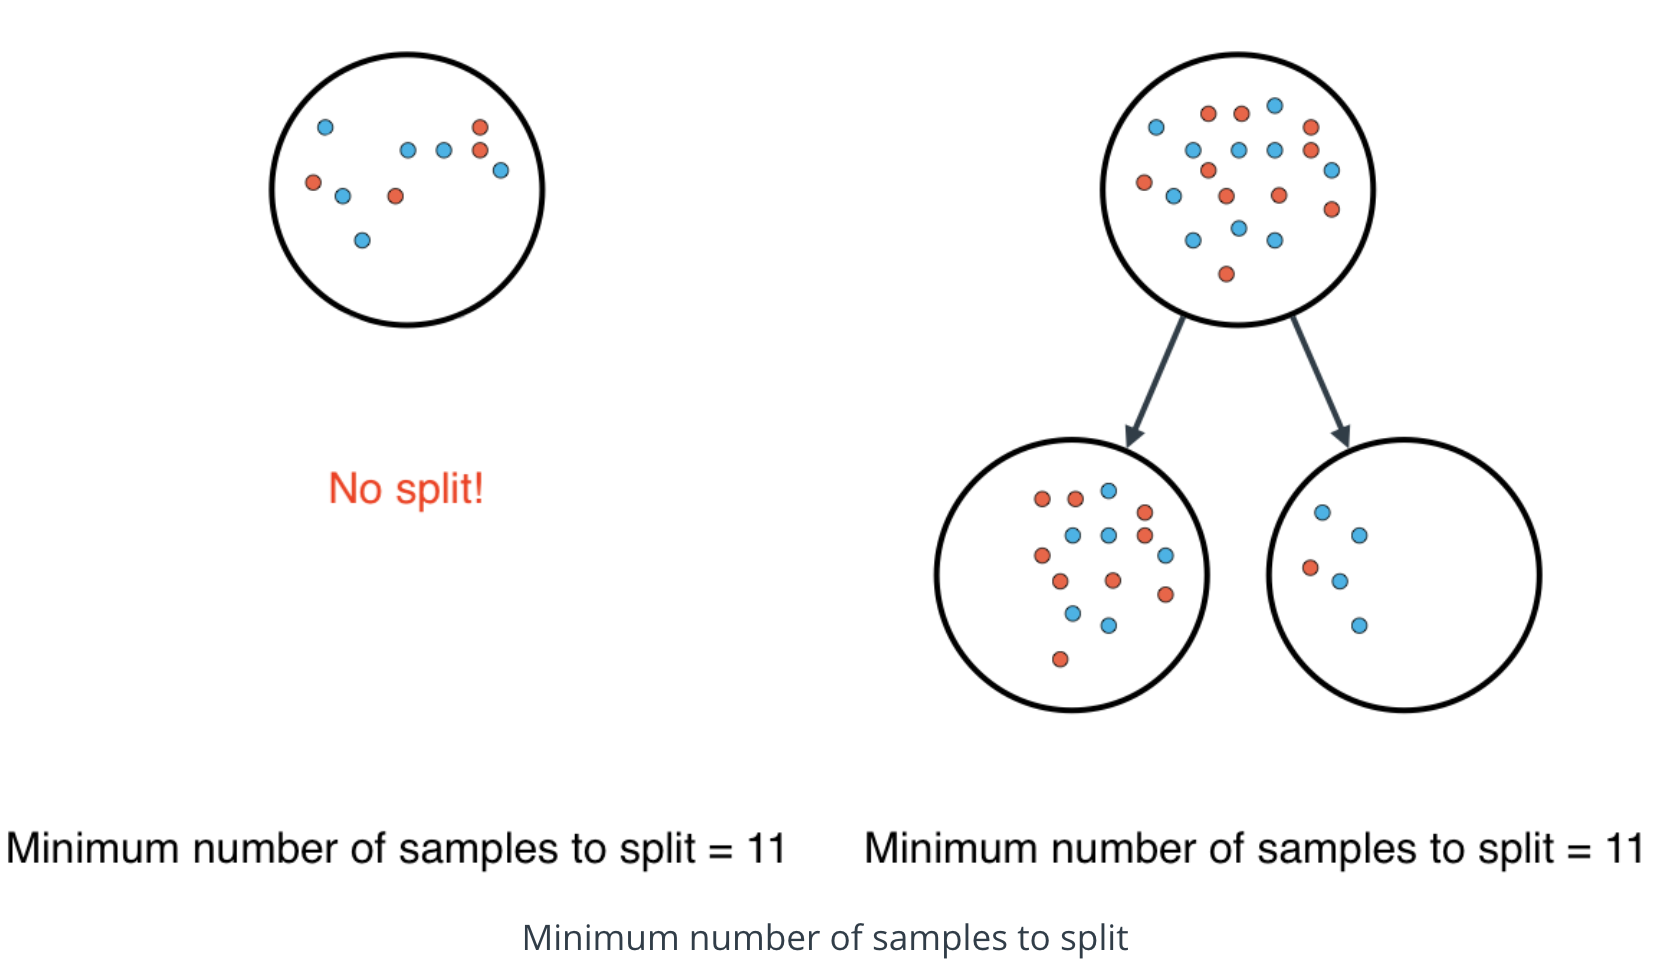 No split!
Minimum number of samples to split = 11
Minimum number of samples to split = 11
Minimum number of samples to split